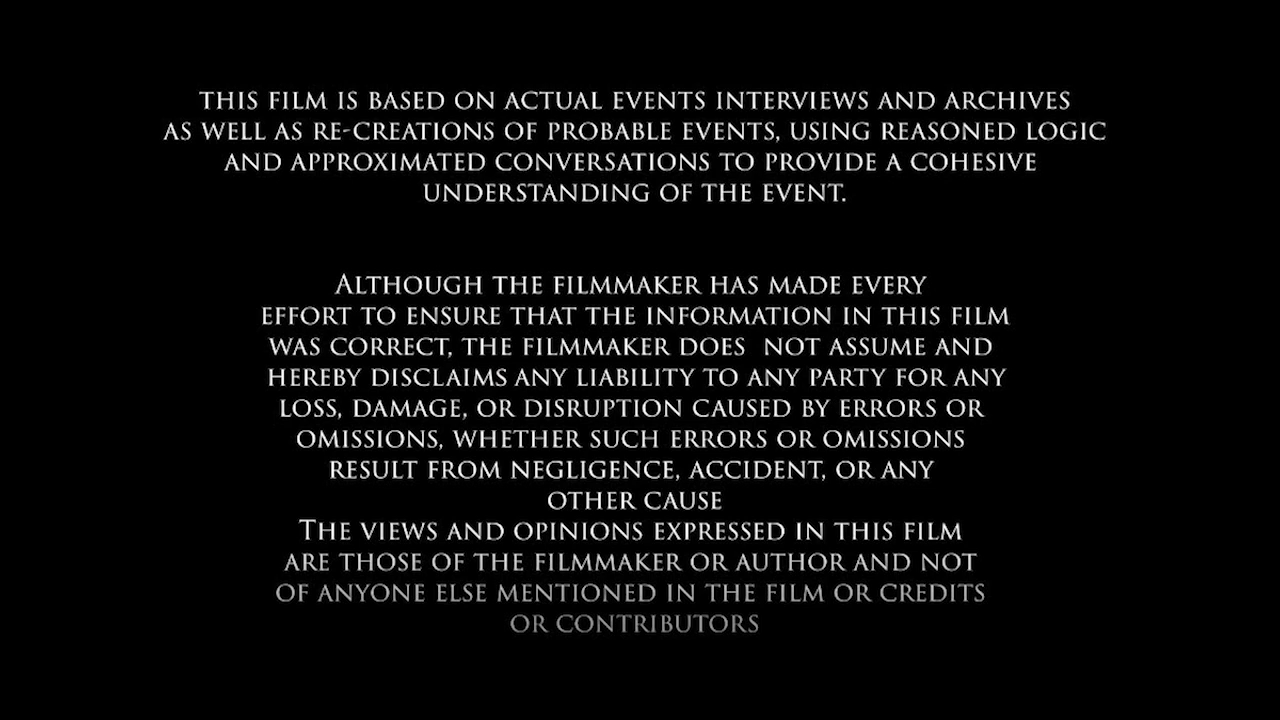 THIS FILM IS BASED ON ACTUAL EVENTS INTERVIEWS AND ARCHIVES
AS WELL AS RE-CREATIONS OF PROBABLE EVENTS, USING REASONED LOGIC
AND APPROXIMATED CONVERSATIONS TO PROVIDE A COHESIVE
UNDERSTANDING OF THE EVENT.
ALTHOUGH THE FILMMAKER HAS MADE EVERY
EFFORT TO ENSURE THAT THE INFORMATION IN THIS FILM
WAS CORRECT, THE FILMMAKER DOES  NOT ASSUME AND
HEREBY DISCLAIMS ANY LIABILITY TO ANY PARTY FOR ANY
LOSS, DAMAGE, OR DISRUPTION CAUSED BY ERRORS OR
OMISSIONS, WHETHER SUCH ERRORS OR OMISSIONS
RESULT FROM NEGLIGENCE, ACCIDENT, OR ANY
OTHER CAUSE
THE VIEWS AND OPINIONS EXPRESSED IN THIS FILM
ARE THOSE OF THE FILMMAKER OR AUTHOR AND NOT
OF ANYONE ELSE MENTIONED IN THE FILM OR CREDITS
OR CONTRIBUTORS